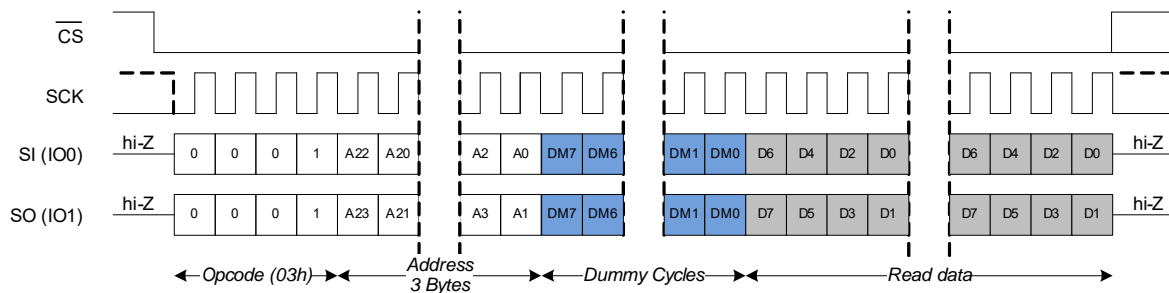 CS
SCK
SI (IO0) hi-Z 0 0 0 1 A22 A20 A2 A0 DM7 DM6 DM1 DM0 D6 D4 D2 D0 D6 D4 D2 D0 hi-Z
SO (IO1) hi-Z 0 0 0 1 A23 A21 A3 A1 DM7 DM6 DM1 DM0 D7 D5 D3 D1 D7 D5 D3 D1 hi-Z
Opcode (03h) Address Dummy Cycles Read data
3 Bytes